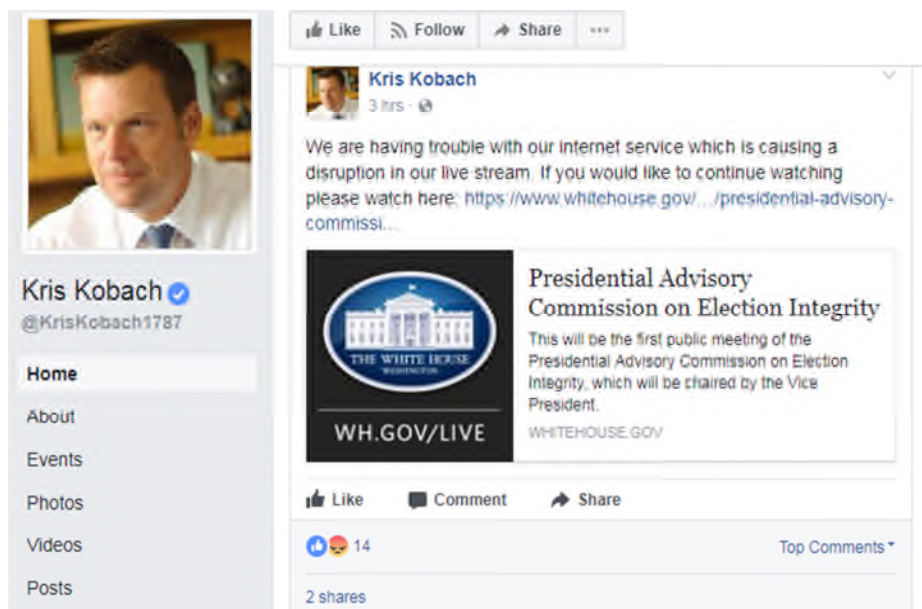 Like Follow Share ...
Kris Kobach
3 hrs ·
We are having trouble with our internet service which is causing a
disruption in our live stream. If you would like to continue watching
please watch here: https://www.whitehouse.gov/.../presidential-advisory-
commissi...
THE WHITE HOUSE
WASHINGTON
WH.GOV/LIVE
Presidential Advisory
Commission on Election Integrity
This will be the first public meeting of the
Presidential Advisory Commission on Election
Integrity, which will be chaired by the Vice
President.
WHITEHOUSE.GOV
Like Comment Share
14 Top Comments
2 shares
Kris Kobach
@KrisKobach1787
Home
About
Events
Photos
Videos
Posts